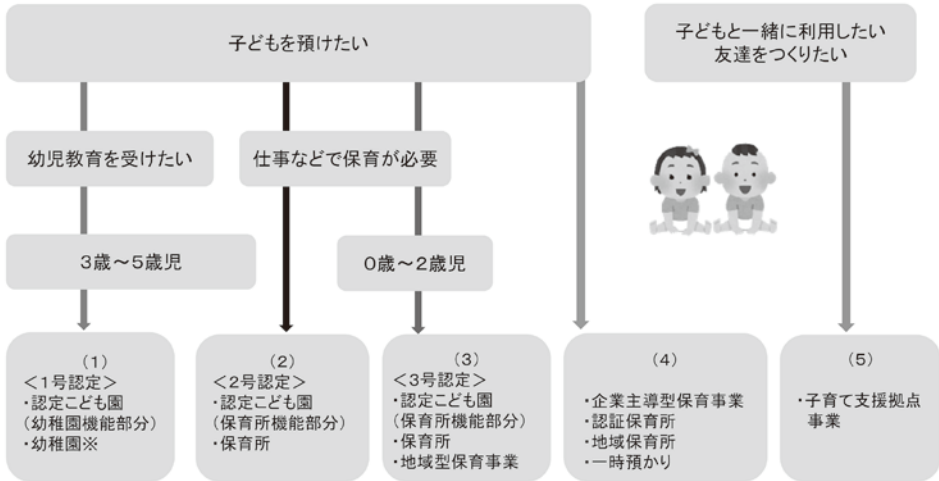 子どもを預けたい
子どもと一緒に利用したい
友達をつくりたい
幼児教育を受けたい
仕事などで保育が必要
3歳～5歳児
0歳～2歳児
(1)
＜1号認定＞
・認定こども園
(幼稚園機能部分)
・幼稚園※
(2)
＜2号認定＞
・認定こども園
(保育所機能部分)
・保育所
(3)
＜3号認定＞
・認定こども園
(保育所機能部分)
・保育所
・地域型保育事業
(4)
・企業主導型保育事業
・認証保育所
・地域保育所
・一時預かり
(5)
・子育て支援拠点
事業